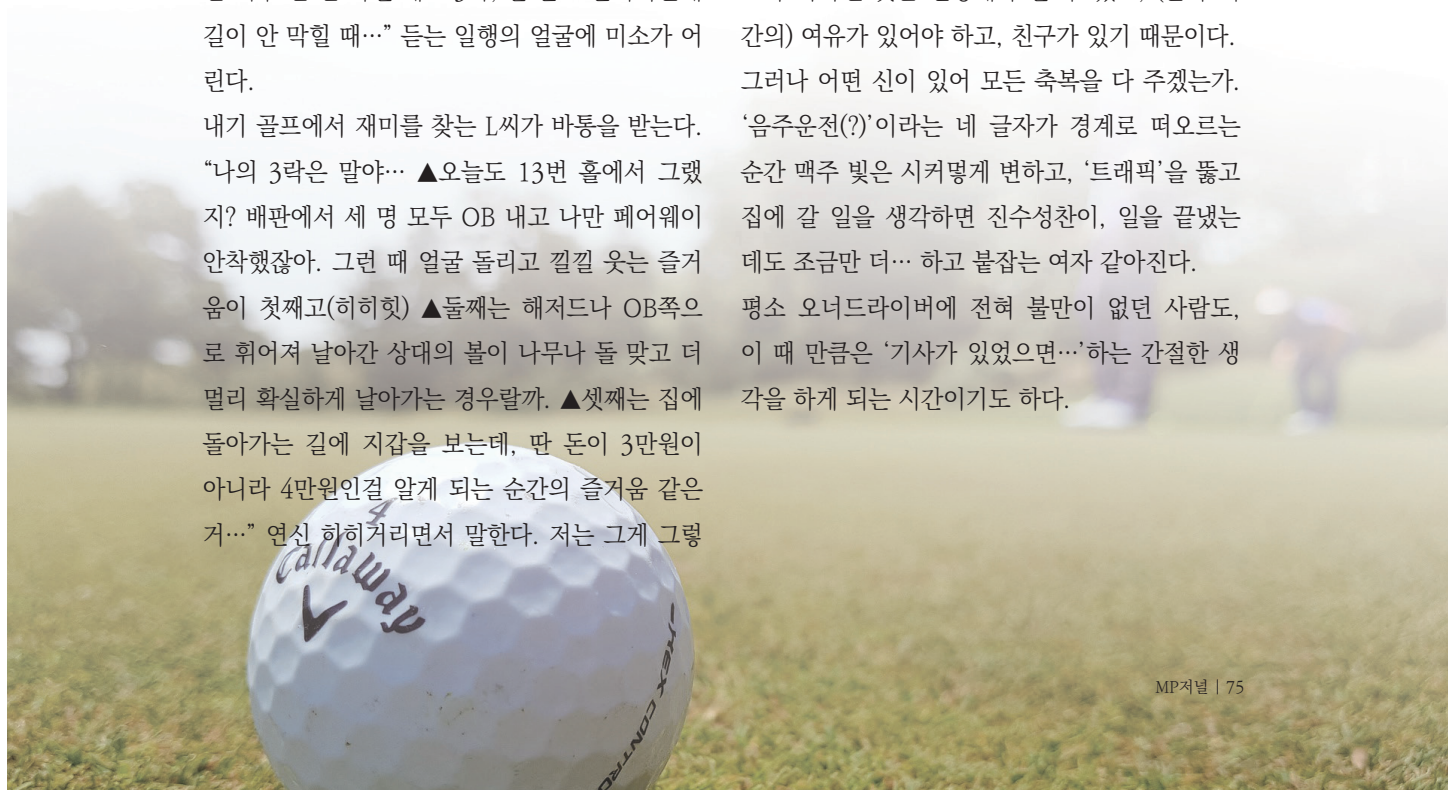 길이 안 막힐 때…” 듣는 일행의 얼굴에 미소가 어
린다.
내기 골프에서 재미를 찾는 L씨가 바통을 받는다.
“나의 3락은 말야… ▲오늘도 13번 홀에서 그랬
지? 배판에서 세 명 모두 OB 내고 나만 페어웨이
안착했잖아. 그런 때 얼굴 돌리고 낄낄 웃는 즐거
움이 첫째고(히히힛) ▲둘째는 해저드나 OB쪽으
로 휘어져 날아간 상대의 볼이 나무나 돌 맞고 더
멀리 확실하게 날아가는 경우랄까. ▲셋째는 집에
돌아가는 길에 지갑을 보는데, 딴 돈이 3만원이
아니라 4만원인걸 알게 되는 순간의 즐거움 같은
거…” 연신 히히거리면서 말한다. 저는 그게 그렇
간의) 여유가 있어야 하고, 친구가 있기 때문이다.
그러나 어떤 신이 있어 모든 축복을 다 주겠는가.
‘음주운전(?)’이라는 네 글자가 경계로 떠오르는
순간 맥주 빛은 시커멓게 변하고, ‘트래픽’을 뚫고
집에 갈 일을 생각하면 진수성찬이, 일을 끝냈는
데도 조금만 더… 하고 붙잡는 여자 같아진다.
평소 오너드라이버에 전혀 불만이 없던 사람도,
이 때 만큼은 ‘기사가 있었으면…’하는 간절한 생
각을 하게 되는 시간이기도 하다.
4
Callaway
HEX CONTRO
MP저널 | 75